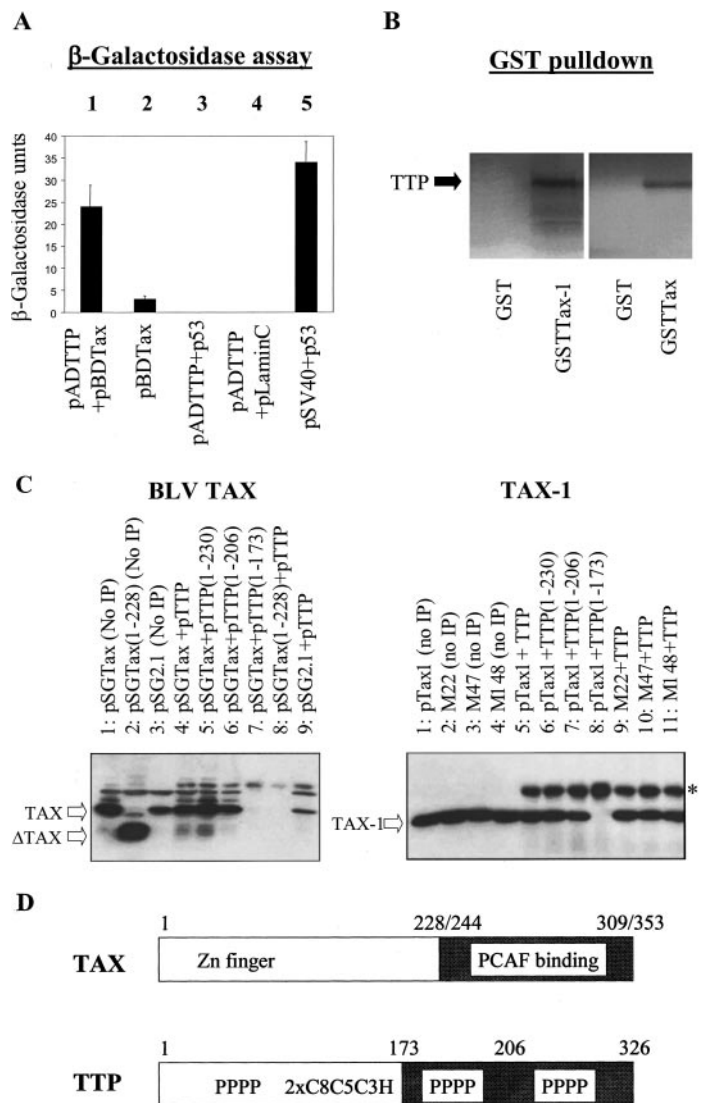 A
β-Galactosidase assay
1 2 3 4 5
β-Galactosidase units
40
35
30
25
20
15
10
5
0
pADTTP
+pBDTax
pBDTax
pADTTP+p53
pADTTP
+pLaminC
pSV40+p53
B
GST pulldown
TTP
GST
GSTTax-1
GST
GSTTax
C
BLV TAX
1: pSGTax (No IP)
2: pSGTax(1-228) (No IP)
3: pSG2.1 (No IP)
4: pSGTax +pTTP
5: pSGTax+pTTP(1-230)
6: pSGTax+pTTP(1-206)
7. pSGTax+pTTP(1-173)
8: pSGTax(1-228)+pTTP
9: pSG2.1+pTTP
TAX
ΔTAX
TAX-1
1: pTax1 (no IP)
2: M22 (no IP)
3: M47 (no IP)
4: M148 (no IP)
5: pTax1 + TTP
6: pTax1+TTP(1-230)
7: pTax1+TTP(1-206)
8: pTax1+TTP(1-173)
9: M22+TTP
10: M47+TTP
11: M148+TTP
TAX-1
*
D
1 228/244 309/353
TAX
Zn finger
PCAF binding
1 173 206 326
TTP
PPPP 2xC8C5C3H PPPP PPPP